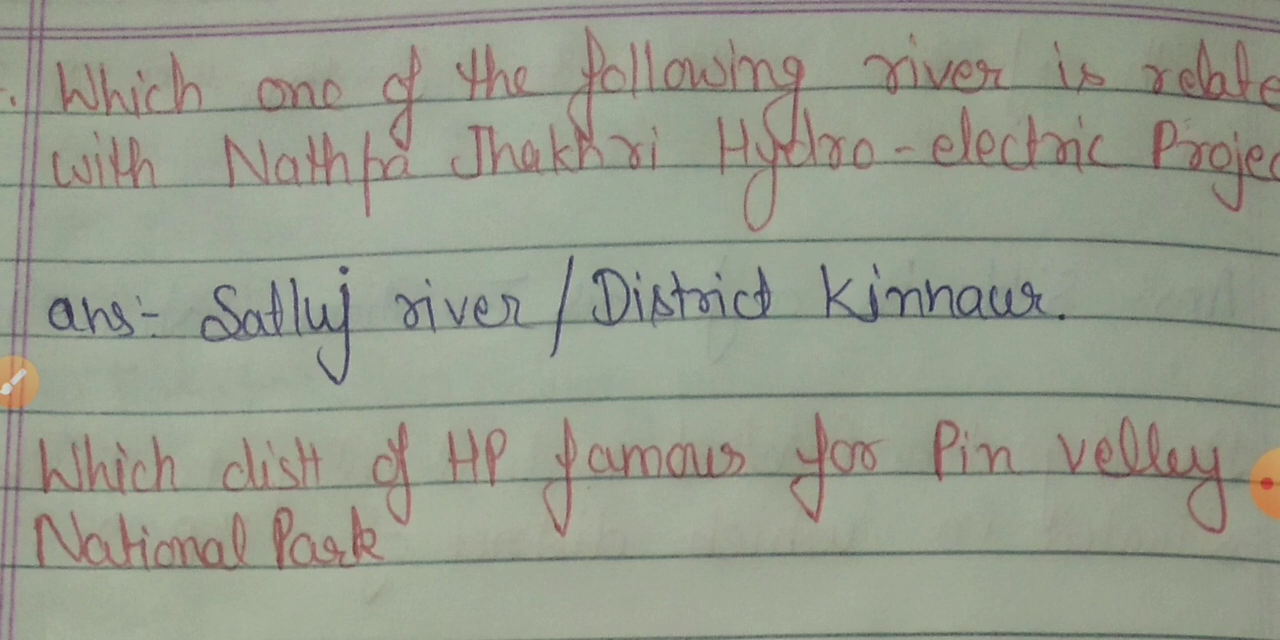 . Which one of the following river is relate
with Nathpa Jhakhri Hydro-electric Projec
ans:- Satluj river / District Kinnaur.
Which distt of HP famous for Pin velley
National Park